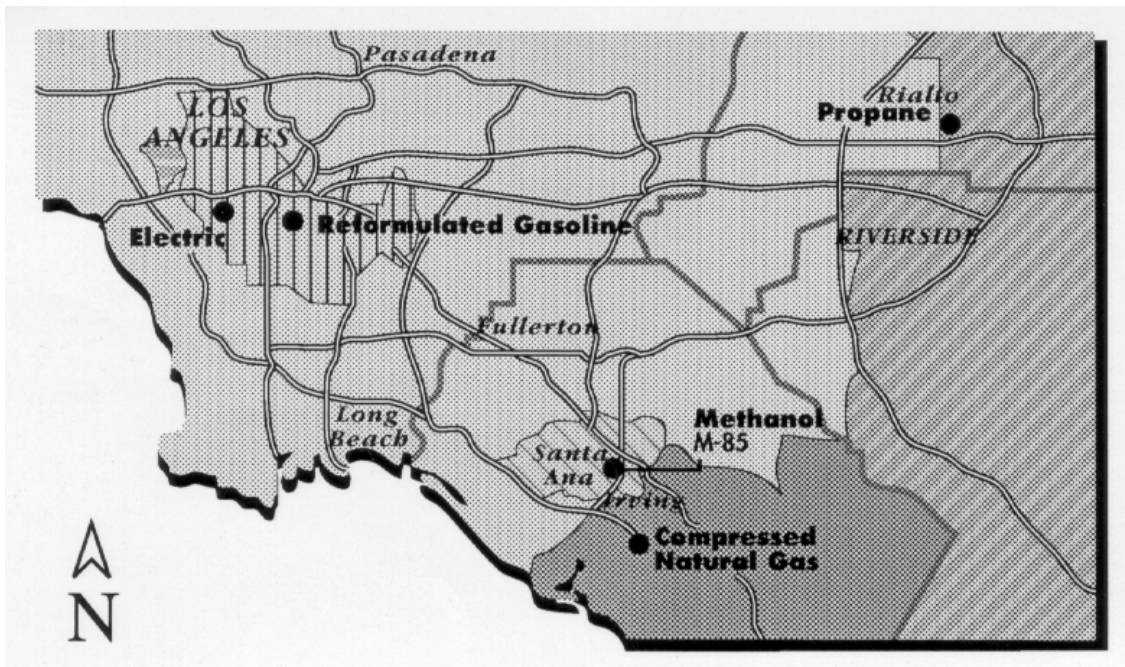 Pasadena
LOS
ANGELES
Rialto
Propane
Reformulated Gasoline
Electric
RIVERSIDE
Fullerton
Long
Beach
Methanol
M-85
Santa
Ana
Irving
Compressed
Natural Gas
N